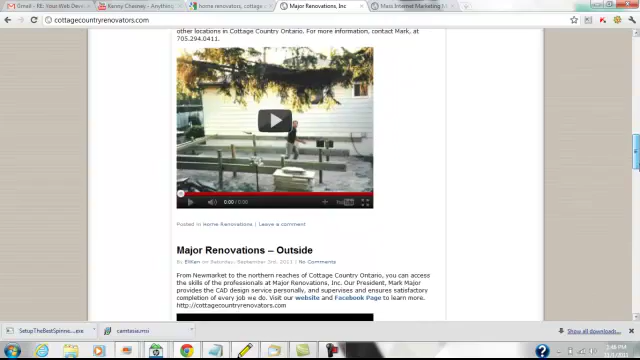 Gmail - RE: Your Web Dev
Kenny Chesney - Anything
home renovators, cottage
Major Renovations, Inc
Mass Internet Marketing
cottagecountryrenovators.com
other locations in Cottage Country Ontario. For more information, contact Mark, at
705.294.0411.
0:00 / 0:00
Posted in Home Renovations | Leave a comment
Major Renovations – Outside
on Saturday, September 3rd, 2011 | No Comments
From Newmarket to the northern reaches of Cottage Country Ontario, you can access
the skills of the professionals at Major Renovations, Inc. Our President, Mark Major
provides the CAD design service personally, and supervises and ensures satisfactory
completion of every job we do. Visit our website and Facebook Page to learn more.
http://cottagecountryrenovators.com
SetupTheBestSpinne....exe
camtasia.msi
Show all downloads...